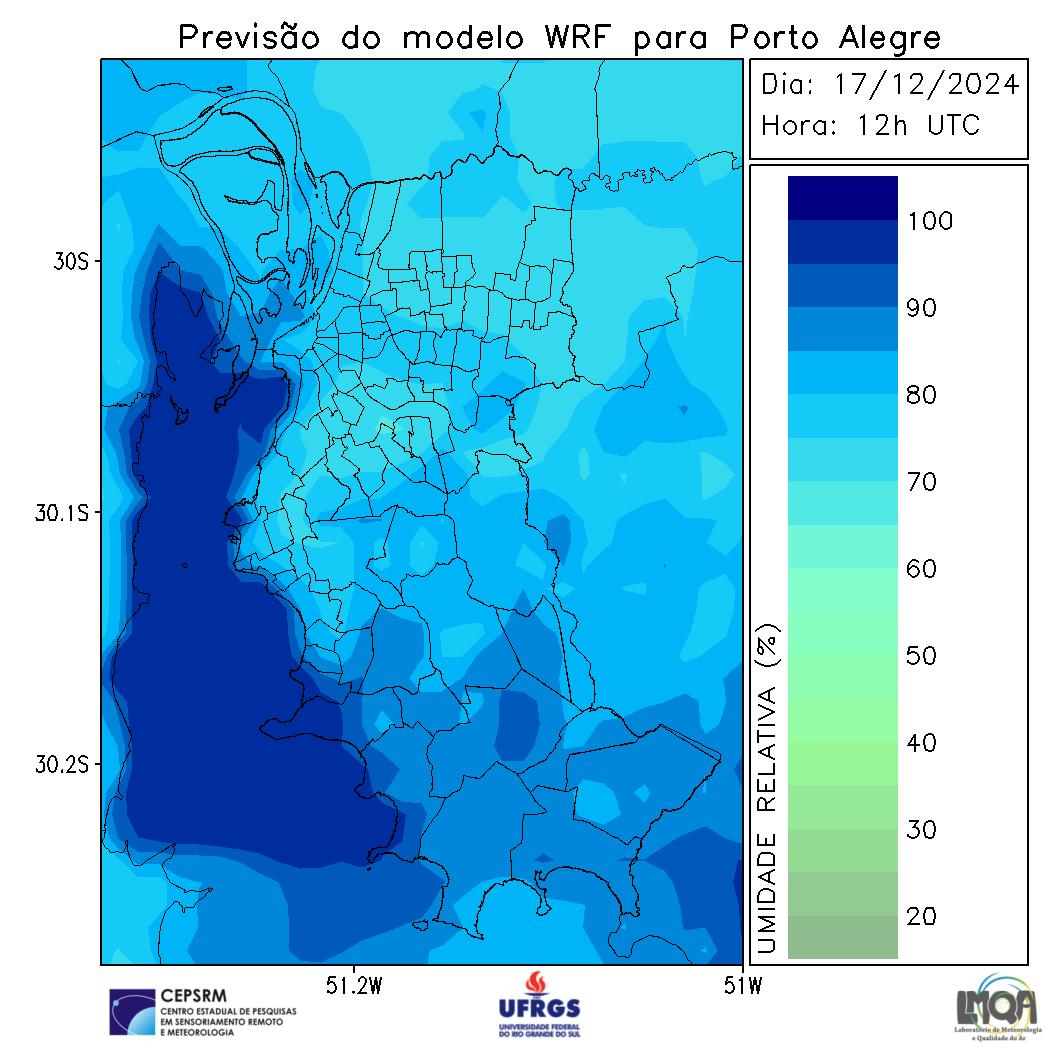 Previsão do modelo WRF para Porto Alegre
Dia: 17/12/2024
Hora: 12h UTC
100
90
80
70
60
50
40
30
20
UMIDADE RELATIVA (%)
30S
30.1S
30.2S
51.2W
51W
CEPSRM
CENTRO ESTADUAL DE PESQUISAS
EM SENSORIAMENTO REMOTO
E METEOROLOGIA
UFRGS
UNIVERSIDADE FEDERAL
DO RIO GRANDE DO SUL
LMQA
Laboratório de Meteorologia
e Qualidade do Ar